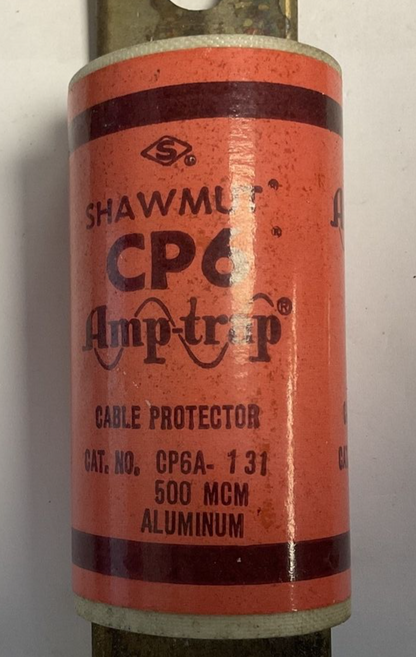 S
SHAWMUT®
CP6®
Amp-trap®
CABLE PROTECTOR
CAT. NO. CP6A- 131
500 MCM
ALUMINUM